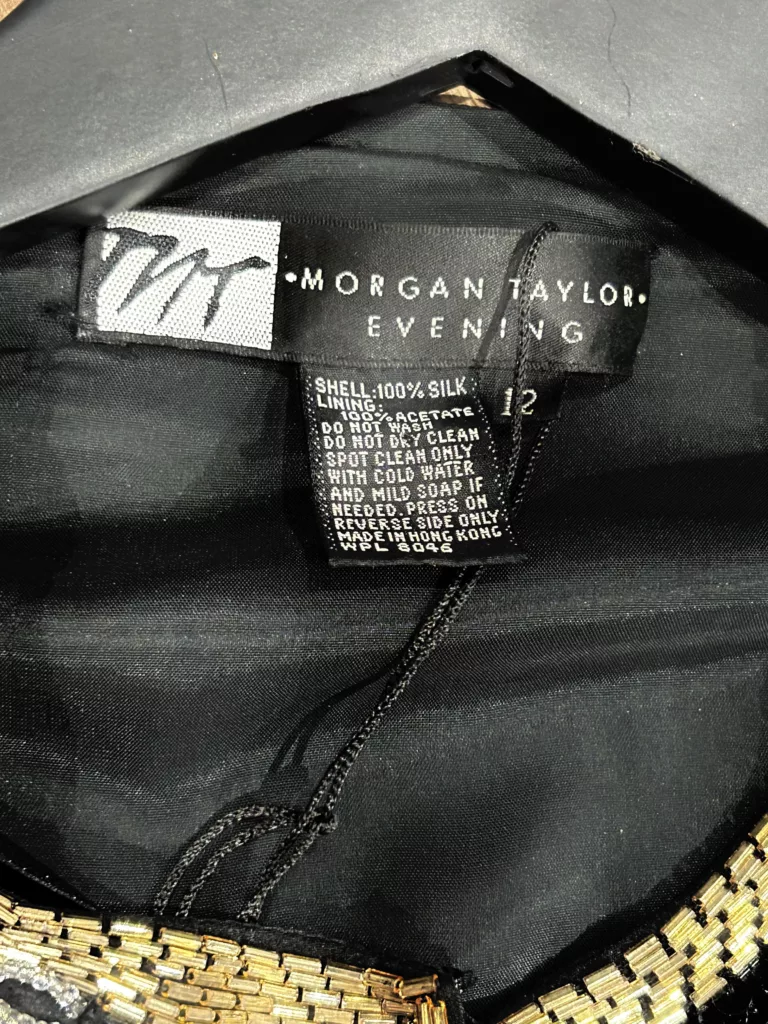 MT
•MORGAN TAYLOR•
EVENING
12
SHELL:100% SILK
LINING:
100% ACETATE
DO NOT WASH
DO NOT DRY CLEAN
SPOT CLEAN ONLY
WITH COLD WATER
AND MILD SOAP IF
NEEDED. PRESS ON
REVERSE SIDE ONLY
MADE IN HONG KONG
WPL 8046